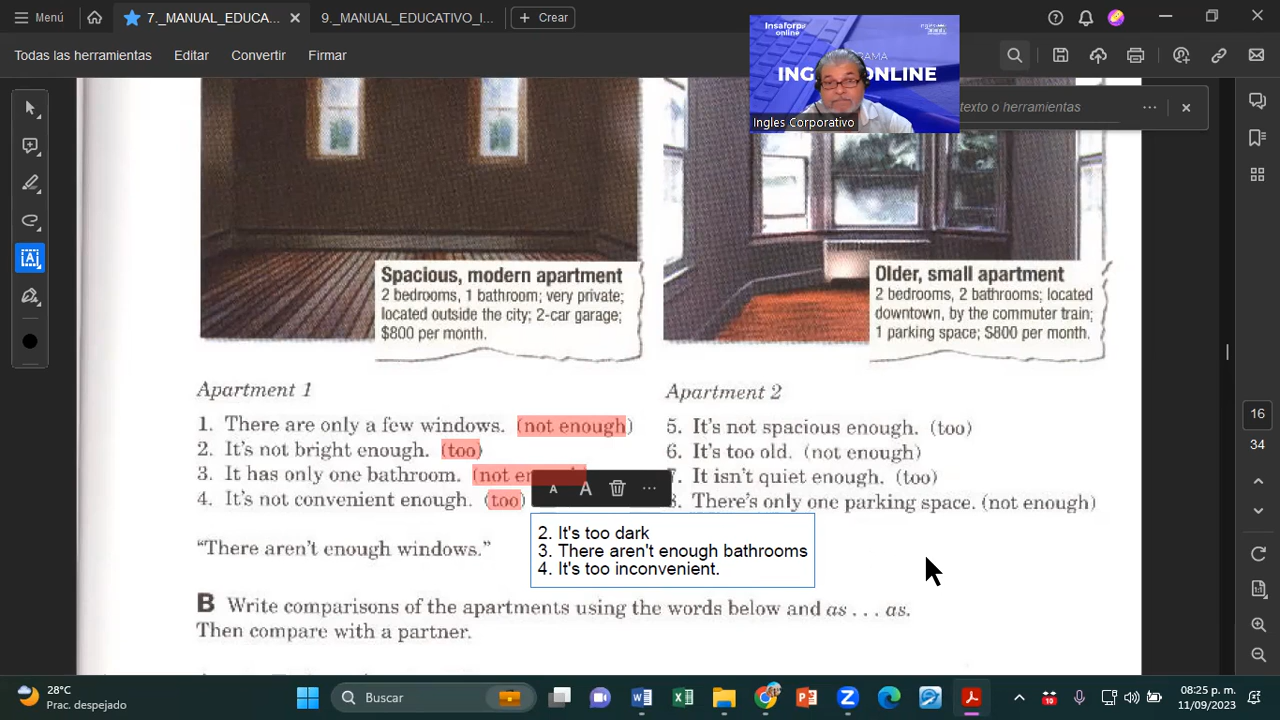 Menú
7._MANUAL_EDUCA...
9._MANUAL_EDUCATIVO_I...
Crear
Todas las herramientas
Editar
Convertir
Firmar
Insaforp
online
INGLES ONLINE
Ingles Corporativo
texto o herramientas
Spacious, modern apartment
2 bedrooms, 1 bathroom; very private;
located outside the city; 2-car garage;
$800 per month.
Older, small apartment
2 bedrooms, 2 bathrooms; located
downtown, by the commuter train;
1 parking space; $800 per month.
Apartment 1
1. There are only a few windows. (not enough)
2. It's not bright enough. (too)
3. It has only one bathroom. (not en
4. It's not convenient enough. (too)
Apartment 2
5. It's not spacious enough. (too)
6. It's too old. (not enough)
7. It isn't quiet enough. (too)
8. There's only one parking space. (not enough)
A A ...
2. It's too dark
3. There aren't enough bathrooms
4. It's too inconvenient.
"There aren't enough windows."
B Write comparisons of the apartments using the words below and as . . . as.
Then compare with a partner.
16
34
28°C
Prc. despejado
Buscar
08:25 p. m.
11/09/2023